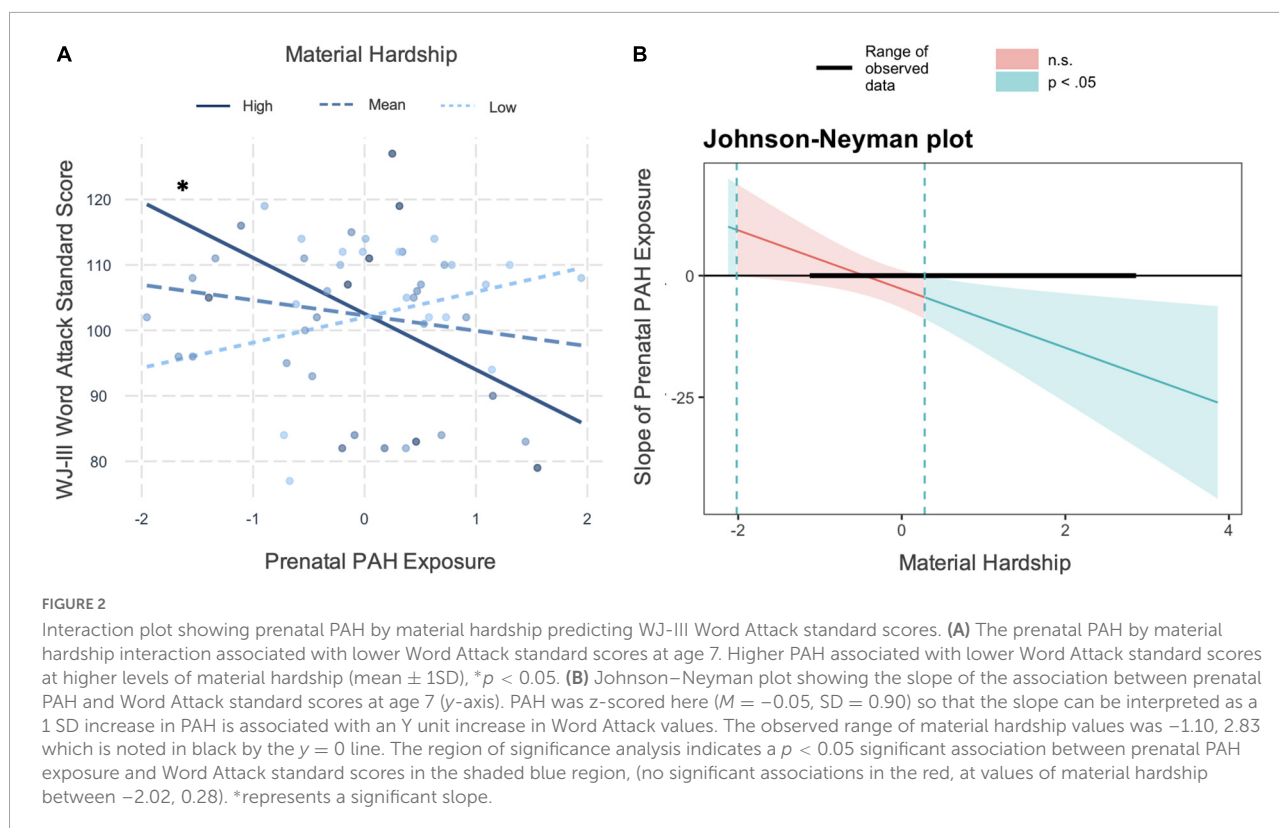 A
Material Hardship
High Mean Low
WJ-III Word Attack Standard Score
120
110
100
90
80
*
-2 -1 0 1 2
Prenatal PAH Exposure
B
Range of
observed
data
n.s.
p < .05
Johnson-Neyman plot
Slope of Prenatal PAH Exposure
0
-25
-2 0 2 4
Material Hardship
FIGURE 2
Interaction plot showing prenatal PAH by material hardship predicting WJ-III Word Attack standard scores. (A) The prenatal PAH by material
hardship interaction associated with lower Word Attack standard scores at age 7. Higher PAH associated with lower Word Attack standard scores
at higher levels of material hardship (mean ± 1SD), *p < 0.05. (B) Johnson–Neyman plot showing the slope of the association between prenatal
PAH and Word Attack standard scores at age 7 (y-axis). PAH was z-scored here (M = −0.05, SD = 0.90) so that the slope can be interpreted as a
1 SD increase in PAH is associated with an Y unit increase in Word Attack values. The observed range of material hardship values was −1.10, 2.83
which is noted in black by the y = 0 line. The region of significance analysis indicates a p < 0.05 significant association between prenatal PAH
exposure and Word Attack standard scores in the shaded blue region, (no significant associations in the red, at values of material hardship
between −2.02, 0.28). *represents a significant slope.